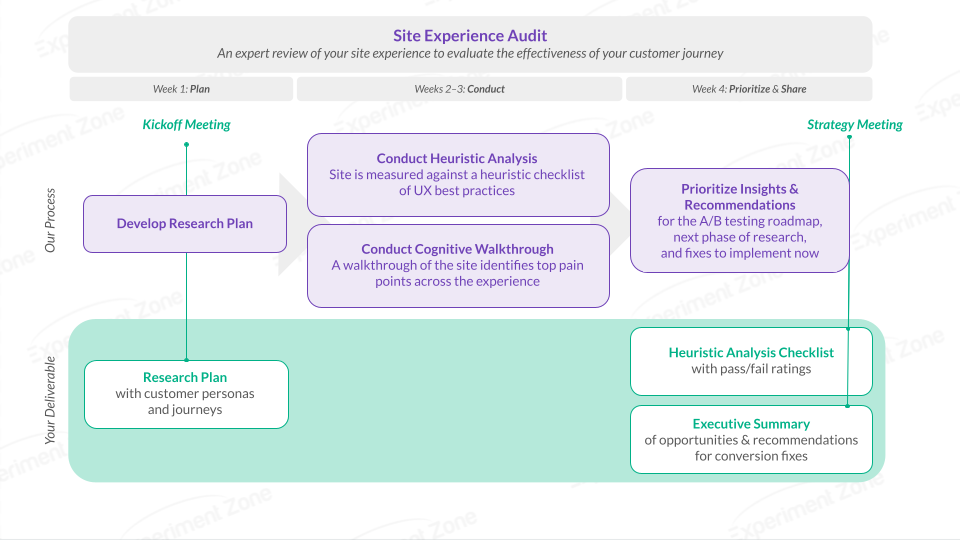 Site Experience Audit
An expert review of your site experience to evaluate the effectiveness of your customer journey
Week 1: Plan
Weeks 2–3: Conduct
Week 4: Prioritize & Share
Kickoff Meeting
Strategy Meeting
Our Process
Develop Research Plan
Conduct Heuristic Analysis
Site is measured against a heuristic checklist
of UX best practices
Conduct Cognitive Walkthrough
A walkthrough of the site identifies top pain
points across the experience
Prioritize Insights &
Recommendations
for the A/B testing roadmap,
next phase of research,
and fixes to implement now
Your Deliverable
Research Plan
with customer personas
and journeys
Heuristic Analysis Checklist
with pass/fail ratings
Executive Summary
of opportunities & recommendations
for conversion fixes
Experiment Zone